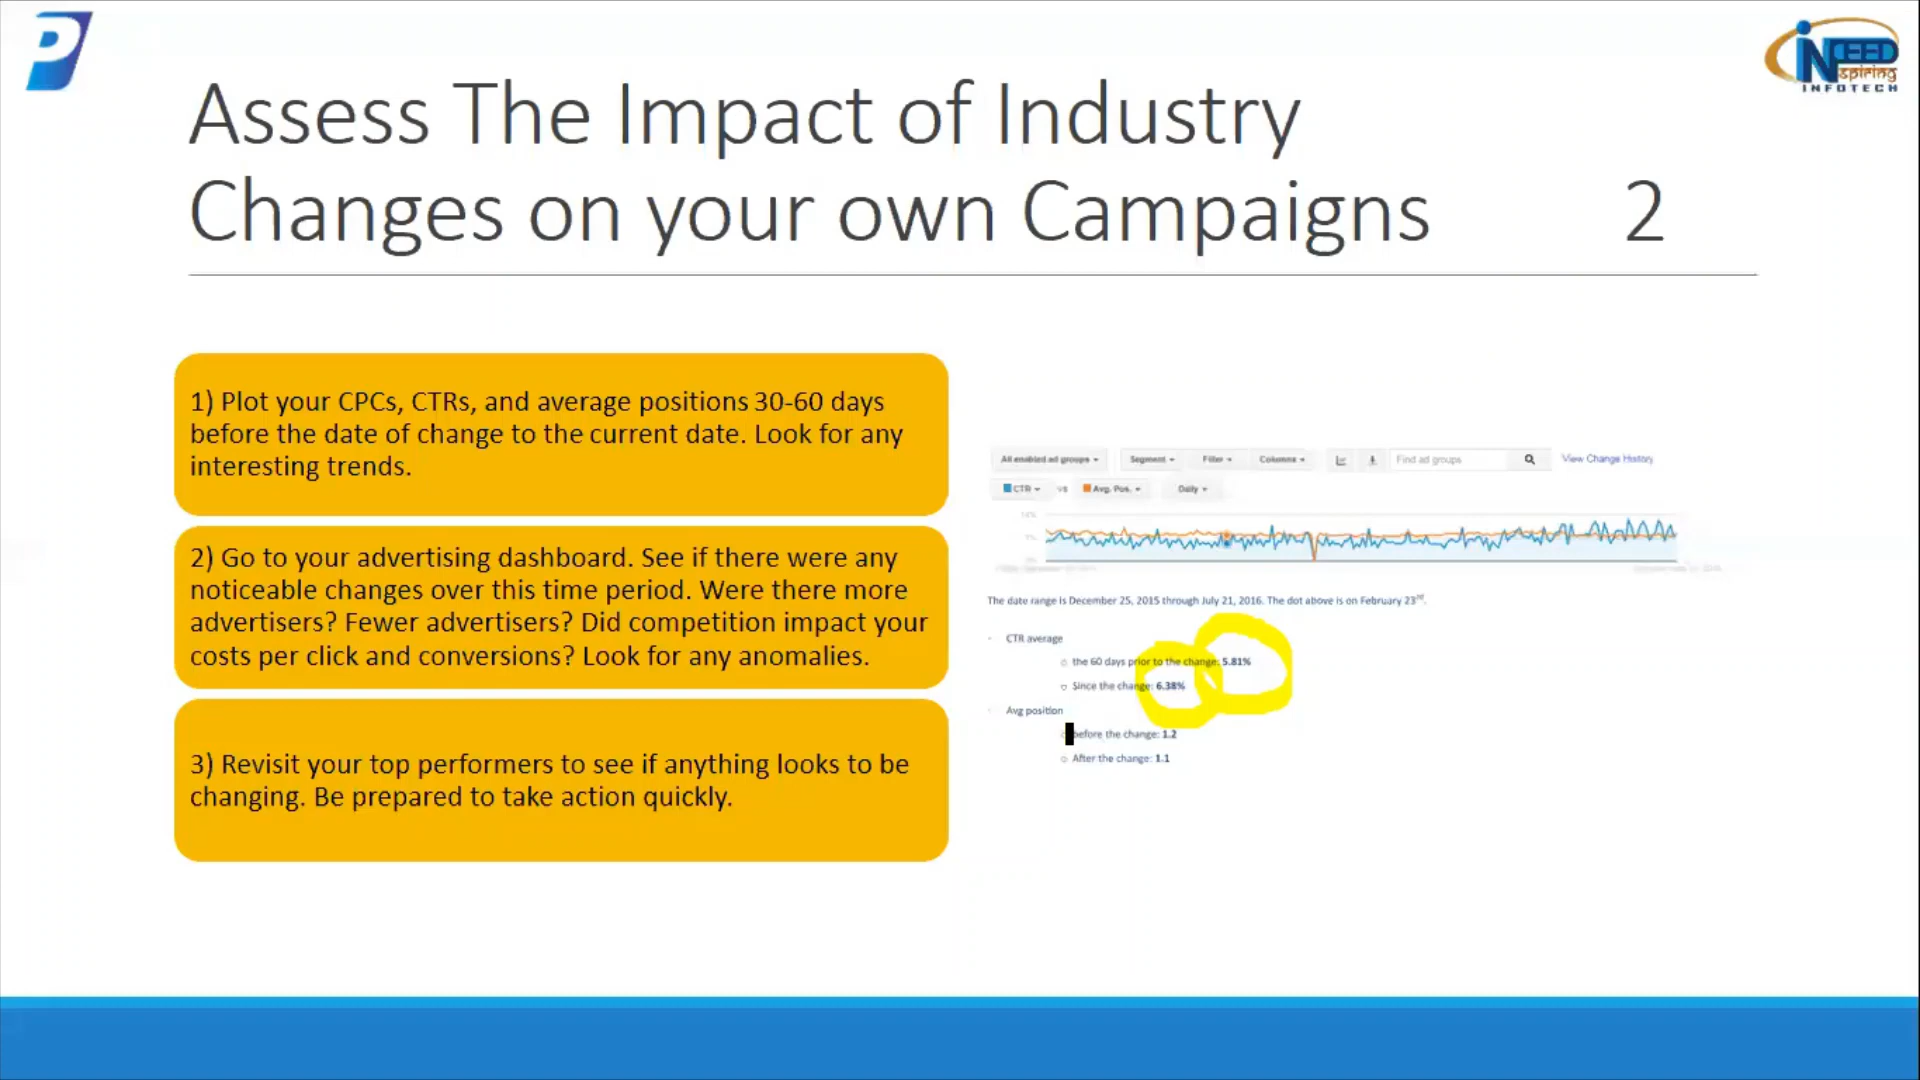 P
iNEED
nspiring
INFOTECH
Assess The Impact of Industry
Changes on your own Campaigns 2
1) Plot your CPCs, CTRs, and average positions 30-60 days
before the date of change to the current date. Look for any
interesting trends.
2) Go to your advertising dashboard. See if there were any
noticeable changes over this time period. Were there more
advertisers? Fewer advertisers? Did competition impact your
costs per click and conversions? Look for any anomalies.
3) Revisit your top performers to see if anything looks to be
changing. Be prepared to take action quickly.
All enabled ad groups Segment Filter Columns Find ad groups View Change History
CTR vs Avg. Pos. Daily
The date range is December 25, 2015 through July 21, 2016. The dot above is on February 23rd.
CTR average
the 60 days prior to the change: 5.81%
Since the change: 6.38%
Avg position
before the change: 1.2
After the change: 1.1